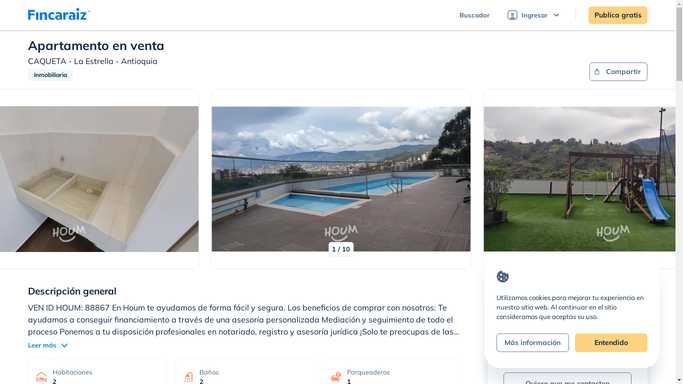 Fincaraiz
Buscador
Ingresar
Publica gratis
Apartamento en venta
CAQUETA - La Estrella - Antioquia
Inmobiliaria
Compartir
HOUM
HOUM
HOUM
1 / 10
Descripción general
VEN ID HOUM: 88867 En Houm te ayudamos de forma fácil y segura. Los beneficios de comprar con nosotros: Te
ayudamos a conseguir financiamiento a través de una asesoría personalizada Mediación y seguimiento de todo el
proceso Ponemos a tu disposición profesionales en notariado, registro y asesoría jurídica ¡Solo te preocupas de las...
Leer más
Habitaciones
2
Baños
2
Parqueaderos
1
Utilizamos cookies para mejorar tu experiencia en
nuestro sitio web. Al continuar en el sitio
consideramos que aceptas su uso.
Más información
Entendido
Quiero que me contacten